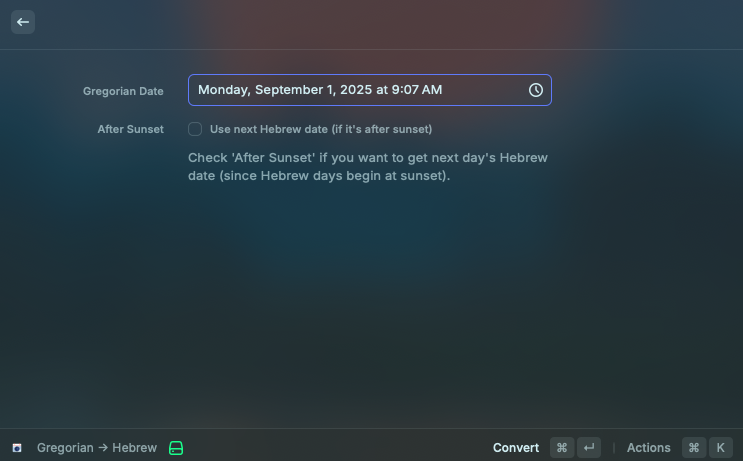 Gregorian Date
Monday, September 1, 2025 at 9:07 AM
After Sunset
Use next Hebrew date (if it's after sunset)
Check 'After Sunset' if you want to get next day's Hebrew
date (since Hebrew days begin at sunset).
Gregorian → Hebrew
Convert ⌘ ↵
Actions ⌘ K